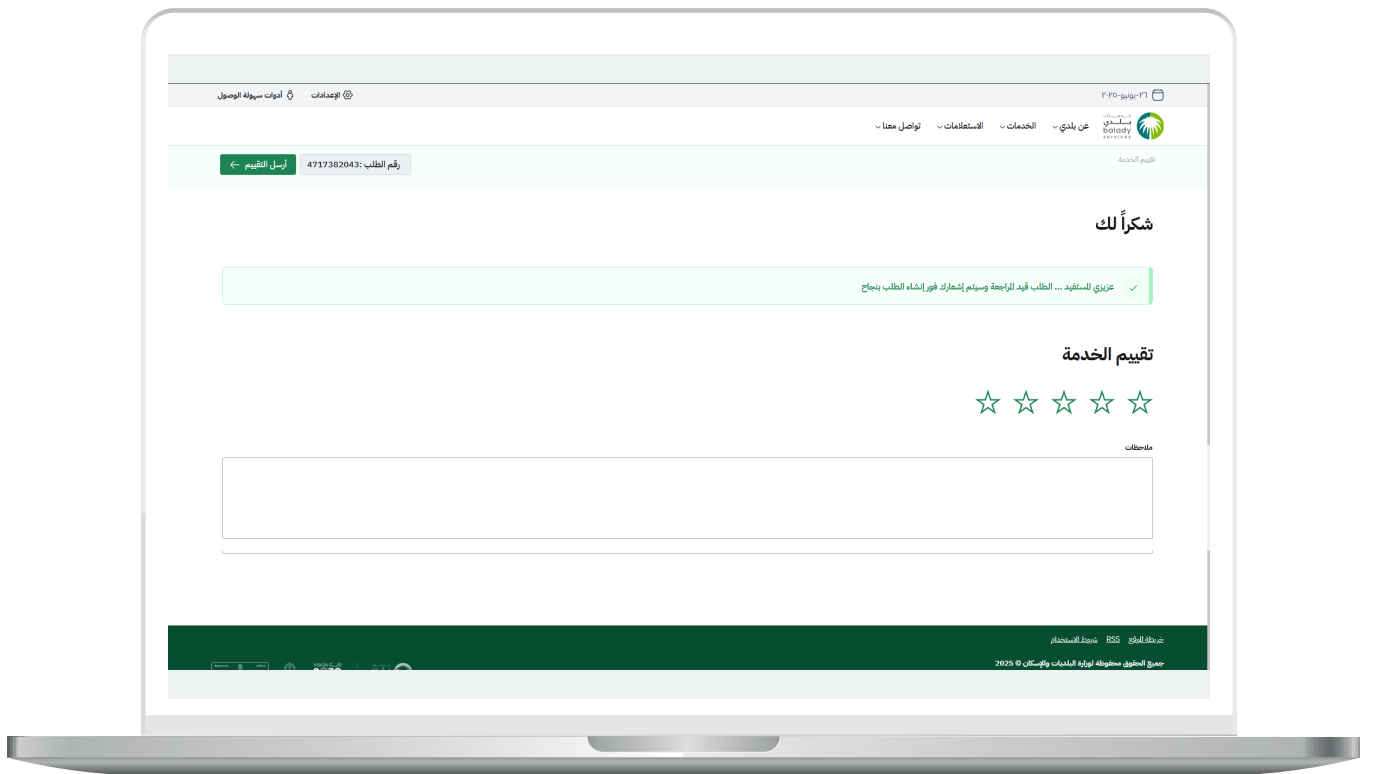 ٢٦-يونيو-٢٠٢٥
الإعدادات
أدوات سهولة الوصول
بلدي
balady
services
عن بلدي
الخدمات
الاستعلامات
تواصل معنا
تقييم الخدمة
رقم الطلب :4717382043
أرسل التقييم
شكراً لك
عزيزي المستفيد ... الطلب قيد المراجعة وسيتم إشعارك فور إنشاء الطلب بنجاح
تقييم الخدمة
ملاحظات
خريطة الموقع RSS شروط الاستخدام
جميع الحقوق محفوظة لوزارة البلديات والإسكان © 2025